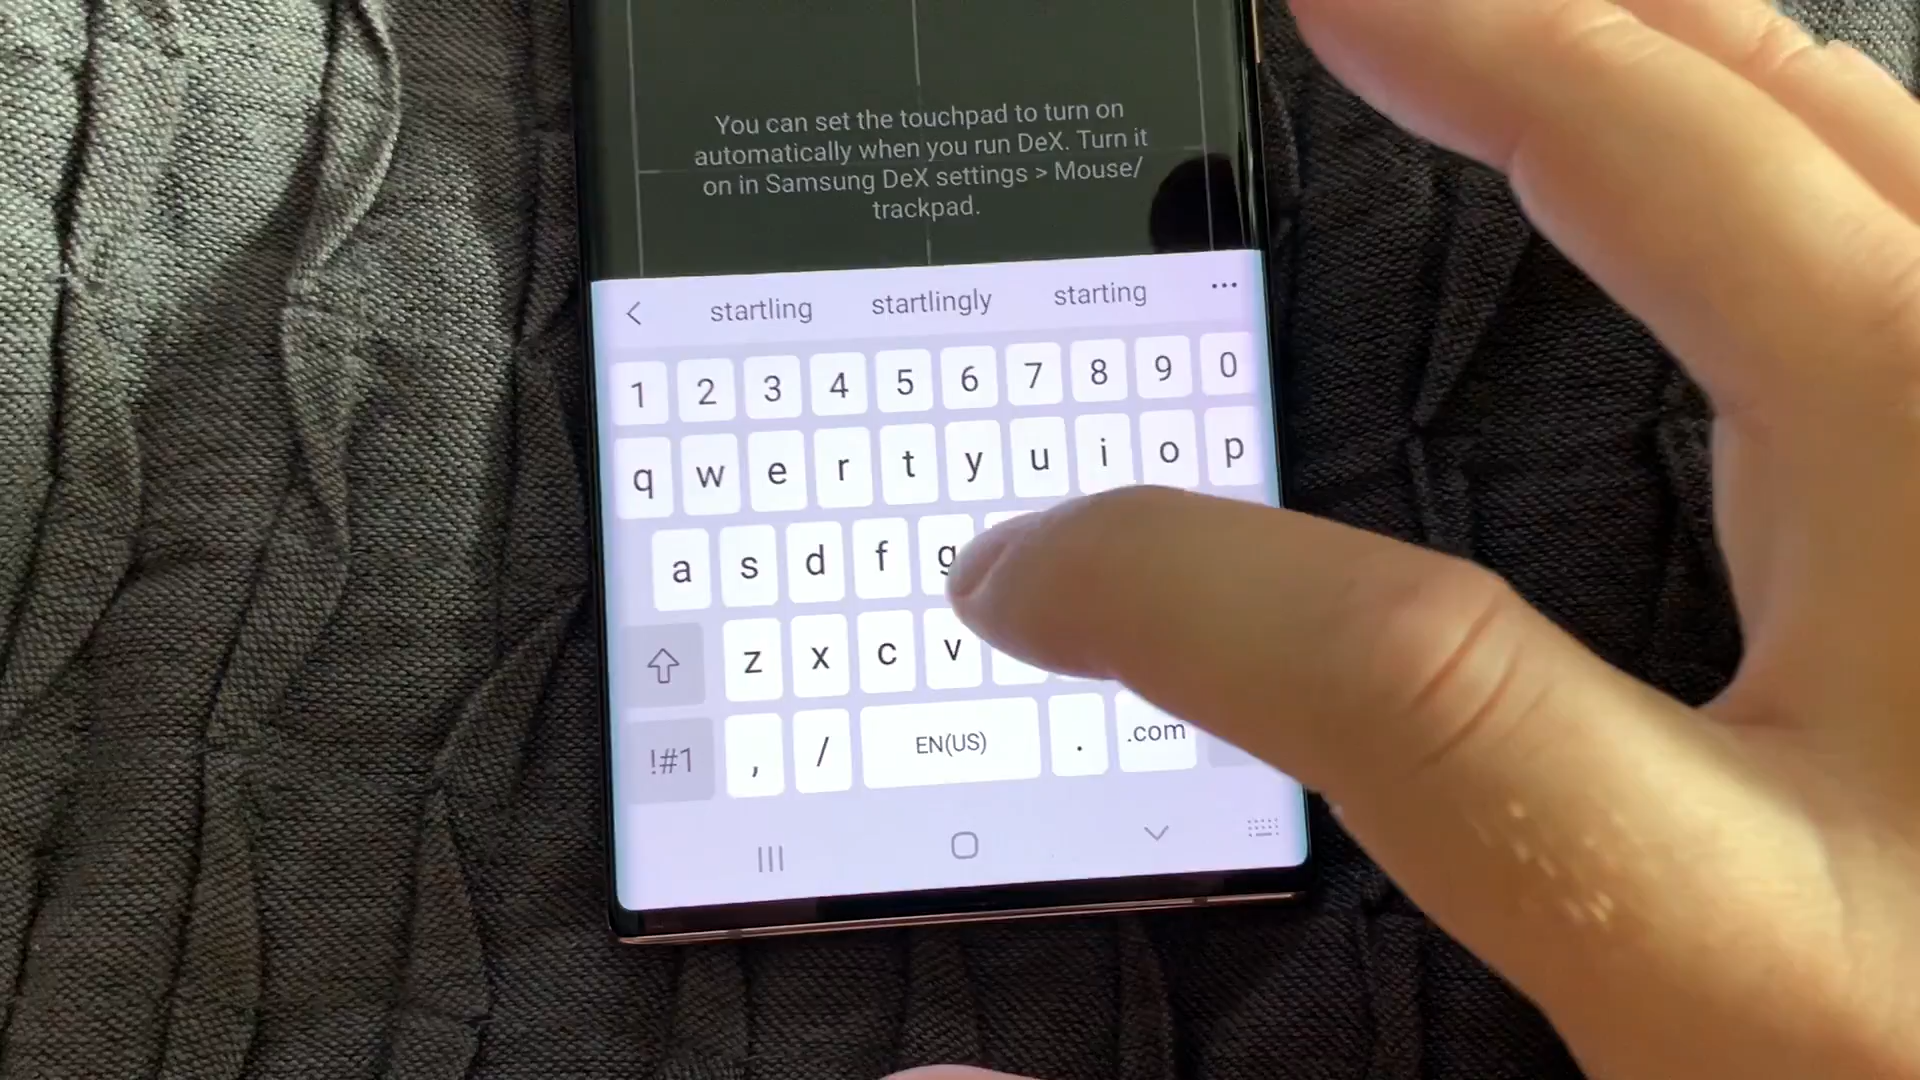 You can set the touchpad to turn on
automatically when you run DeX. Turn it
on in Samsung DeX settings > Mouse/
trackpad.
< startling startlingly starting ...
1 2 3 4 5 6 7 8 9 0
q w e r t y u i o p
a s d f g
z x c v
!#1 , / EN(US) . .com